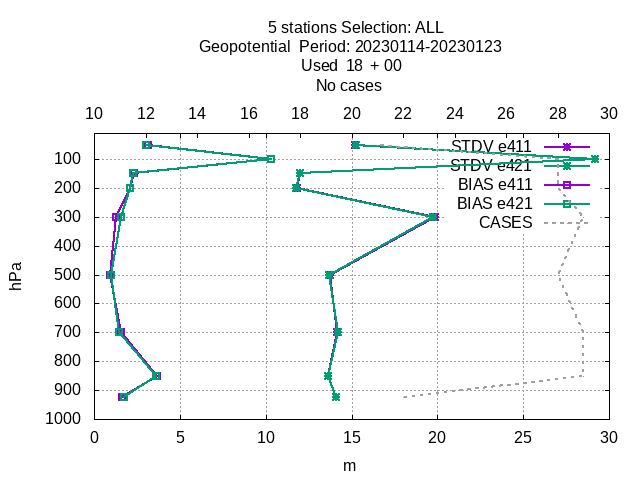 5 stations Selection: ALL
Geopotential  Period: 20230114-20230123
Used  18  + 00
No cases
10 12 14 16 18 20 22 24 26 28 30
STDV e411
STDV e421
BIAS e411
BIAS e421
CASES
100
200
300
400
500
600
700
800
900
1000
hPa
0 5 10 15 20 25 30
m